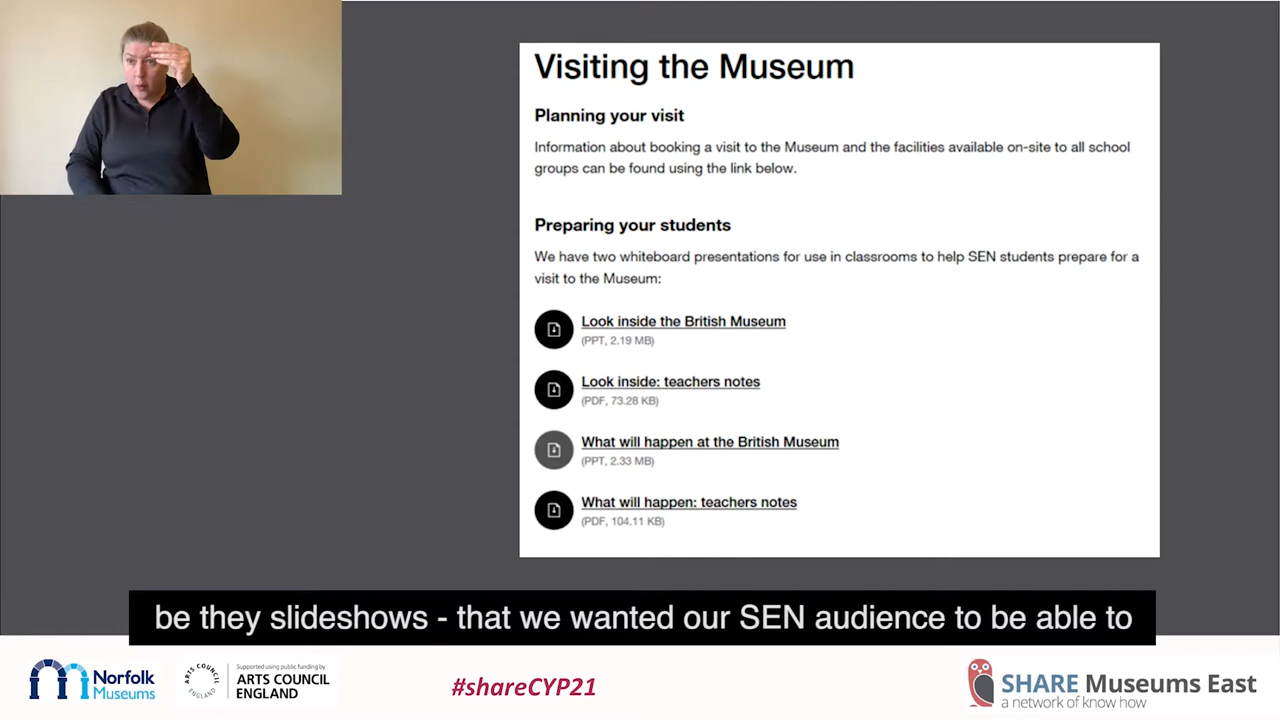 Visiting the Museum
Planning your visit
Information about booking a visit to the Museum and the facilities available on-site to all school
groups can be found using the link below.
Preparing your students
We have two whiteboard presentations for use in classrooms to help SEN students prepare for a
visit to the Museum:
Look inside the British Museum
(PPT, 2.19 MB)
Look inside: teachers notes
(PDF, 73.28 KB)
What will happen at the British Museum
(PPT, 2.33 MB)
What will happen: teachers notes
(PDF, 104.11 KB)
be they slideshows - that we wanted our SEN audience to be able to
Norfolk
Museums
ARTS COUNCIL
ENGLAND
Supported using public funding by
ARTS COUNCIL
ENGLAND
#shareCYP21
SHARE Museums East
a network of know how